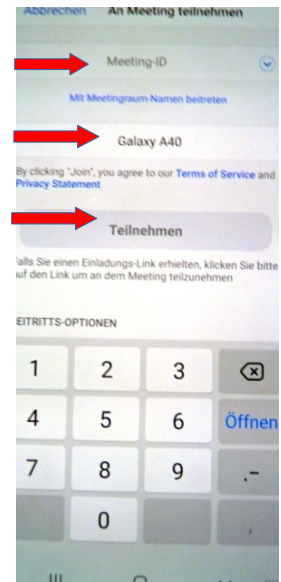 Abbrechen An Meeting teilnehmen
Meeting-ID
Mit Meetingraum-Namen beitreten
Galaxy A40
By clicking "Join", you agree to our Terms of Service and
Privacy Statement
Teilnehmen
Falls Sie einen Einladungs-Link erhielten, klicken Sie bitte
auf den Link um an dem Meeting teilzunehmen
EITRITTS-OPTIONEN
1 2 3
4 5 6 Öffnen
7 8 9 .-
0 ,